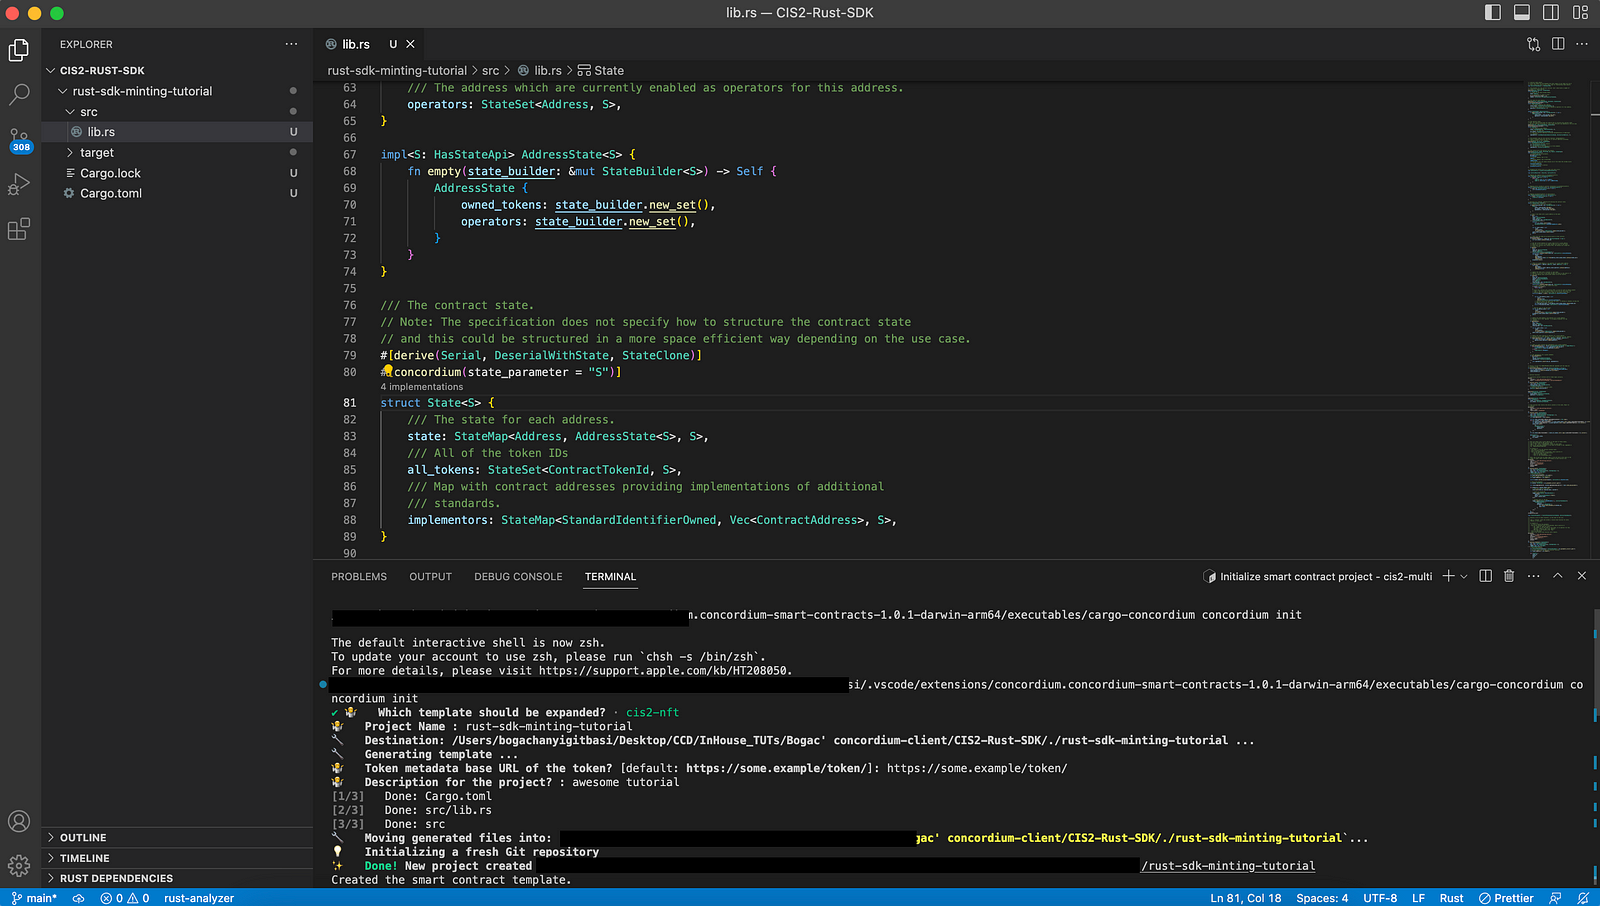 lib.rs — CIS2-Rust-SDK
EXPLORER
CIS2-RUST-SDK
rust-sdk-minting-tutorial
src
lib.rs U
target
Cargo.lock U
Cargo.toml U
308
OUTLINE
TIMELINE
RUST DEPENDENCIES
lib.rs U
rust-sdk-minting-tutorial > src > lib.rs > State
63 /// The address which are currently enabled as operators for this address.
64 operators: StateSet<Address, S>,
65 }
66
67 impl<S: HasStateApi> AddressState<S> {
68 fn empty(state_builder: &mut StateBuilder<S>) -> Self {
69 AddressState {
70 owned_tokens: state_builder.new_set(),
71 operators: state_builder.new_set(),
72 }
73 }
74 }
75
76 /// The contract state.
77 // Note: The specification does not specify how to structure the contract state
78 // and this could be structured in a more space efficient way depending on the use case.
79 #[derive(Serial, DeserialWithState, StateClone)]
80 #[concordium(state_parameter = "S")]
4 implementations
81 struct State<S> {
82 /// The state for each address.
83 state: StateMap<Address, AddressState<S>, S>,
84 /// All of the token IDs
85 all_tokens: StateSet<ContractTokenId, S>,
86 /// Map with contract addresses providing implementations of additional
87 /// standards.
88 implementors: StateMap<StandardIdentifierOwned, Vec<ContractAddress>, S>,
89 }
90
PROBLEMS OUTPUT DEBUG CONSOLE TERMINAL
Initialize smart contract project - cis2-multi
.concordium-smart-contracts-1.0.1-darwin-arm64/executables/cargo-concordium concordium init
The default interactive shell is now zsh.
To update your account to use zsh, please run `chsh -s /bin/zsh`.
For more details, please visit https://support.apple.com/kb/HT208050.
si/.vscode/extensions/concordium.concordium-smart-contracts-1.0.1-darwin-arm64/executables/cargo-concordium co
ncordium init
✔ 🤷 Which template should be expanded? · cis2-nft
🤷 Project Name : rust-sdk-minting-tutorial
🔧 Destination: /Users/bogachanyigitbasi/Desktop/CCD/InHouse_TUTs/Bogac' concordium-client/CIS2-Rust-SDK/./rust-sdk-minting-tutorial ...
🔧 Generating template ...
🤷 Token metadata base URL of the token? [default: https://some.example/token/]: https://some.example/token/
🤷 Description for the project? : awesome tutorial
[1/3] Done: Cargo.toml
[2/3] Done: src/lib.rs
[3/3] Done: src
🔧 Moving generated files into: gac' concordium-client/CIS2-Rust-SDK/./rust-sdk-minting-tutorial`...
💡 Initializing a fresh Git repository
✨ Done! New project created /rust-sdk-minting-tutorial
Created the smart contract template.
main* 0 0 rust-analyzer Ln 81, Col 18 Spaces: 4 UTF-8 LF Rust Prettier